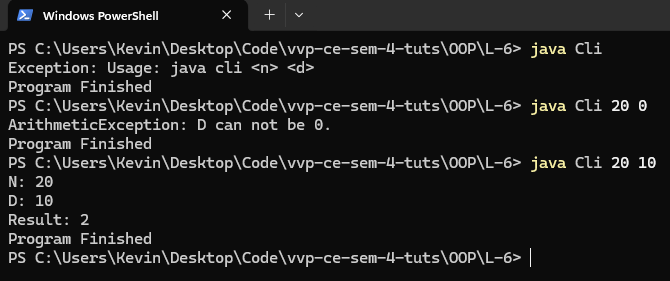 Windows PowerShell
PS C:\Users\Kevin\Desktop\Code\vvp-ce-sem-4-tuts\OOP\L-6> java Cli
Exception: Usage: java cli <n> <d>
Program Finished
PS C:\Users\Kevin\Desktop\Code\vvp-ce-sem-4-tuts\OOP\L-6> java Cli 20 0
ArithmeticException: D can not be 0.
Program Finished
PS C:\Users\Kevin\Desktop\Code\vvp-ce-sem-4-tuts\OOP\L-6> java Cli 20 10
N: 20
D: 10
Result: 2
Program Finished
PS C:\Users\Kevin\Desktop\Code\vvp-ce-sem-4-tuts\OOP\L-6>